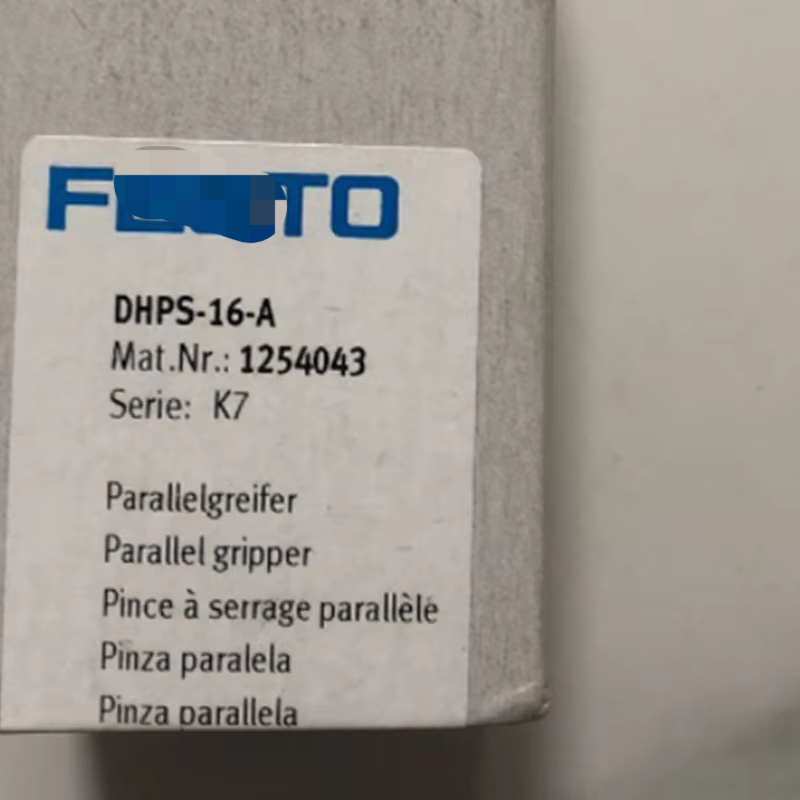 DHPS-16-A
Mat.Nr.: 1254043
Serie: K7
Parallelgreifer
Parallel gripper
Pince à serrage parallèle
Pinza paralela
Pinza parallela